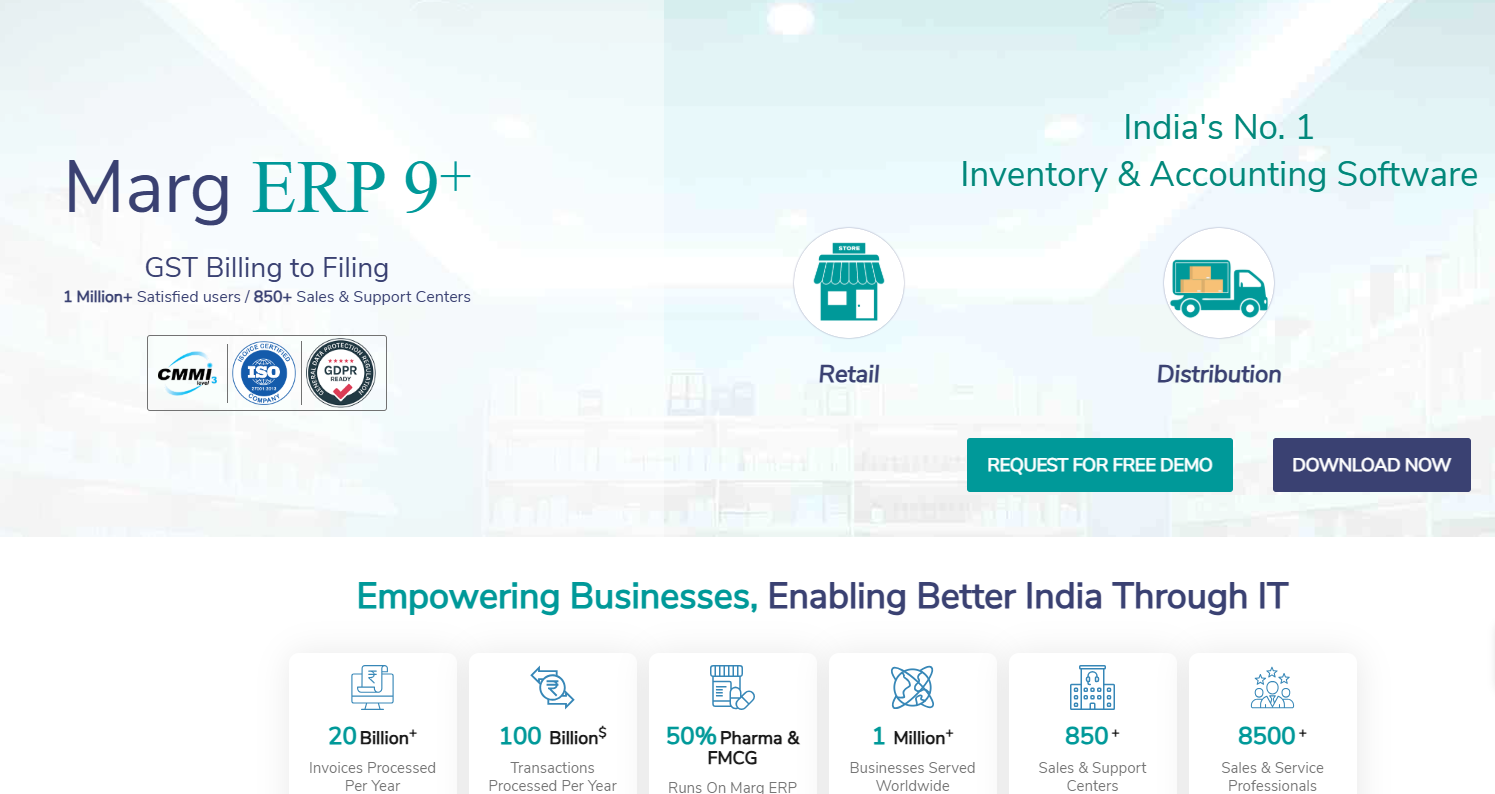 Marg ERP 9+
GST Billing to Filing
1 Million+ Satisfied users / 850+ Sales & Support Centers
CMMi level 3
ISO/ICE CERTIFIED
ISO
27001:2013
COMPANY
GENERAL DATA PROTECTION REGULATION
GDPR
READY
India's No. 1
Inventory & Accounting Software
STORE
Retail
Distribution
REQUEST FOR FREE DEMO
DOWNLOAD NOW
Empowering Businesses, Enabling Better India Through IT
20 Billion+
Invoices Processed
Per Year
100 Billion$
Transactions
Processed Per Year
50% Pharma &
FMCG
Runs On Marg ERP
1 Million+
Businesses Served
Worldwide
850 +
Sales & Support
Centers
8500 +
Sales & Service
Professionals